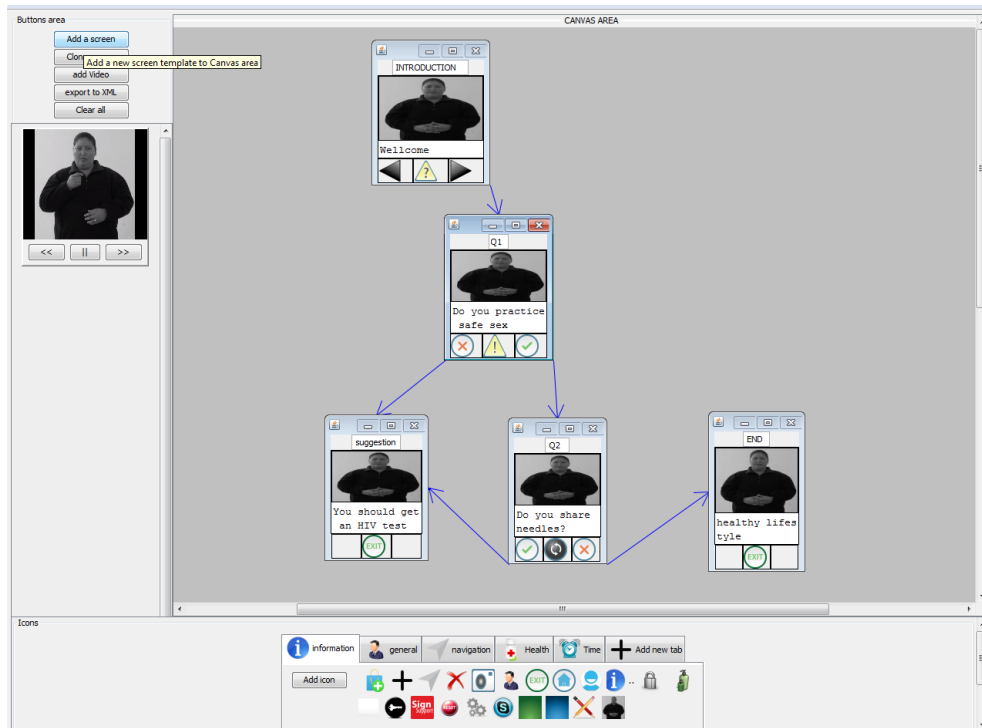 Buttons area
CANVAS AREA
Add a screen
Clon
Add a new screen template to Canvas area
add Video
export to XML
Clear all
<< || >>
INTRODUCTION
Wellcome
?
Q1
Do you practice
safe sex
!
suggestion
You should get
an HIV test
EXIT
Q2
Do you share
needles?
END
healthy lifes
tyle
EXIT
Icons
information general navigation Health Time Add new tab
Add icon
EXIT
..
Sign
Support
RESET
S